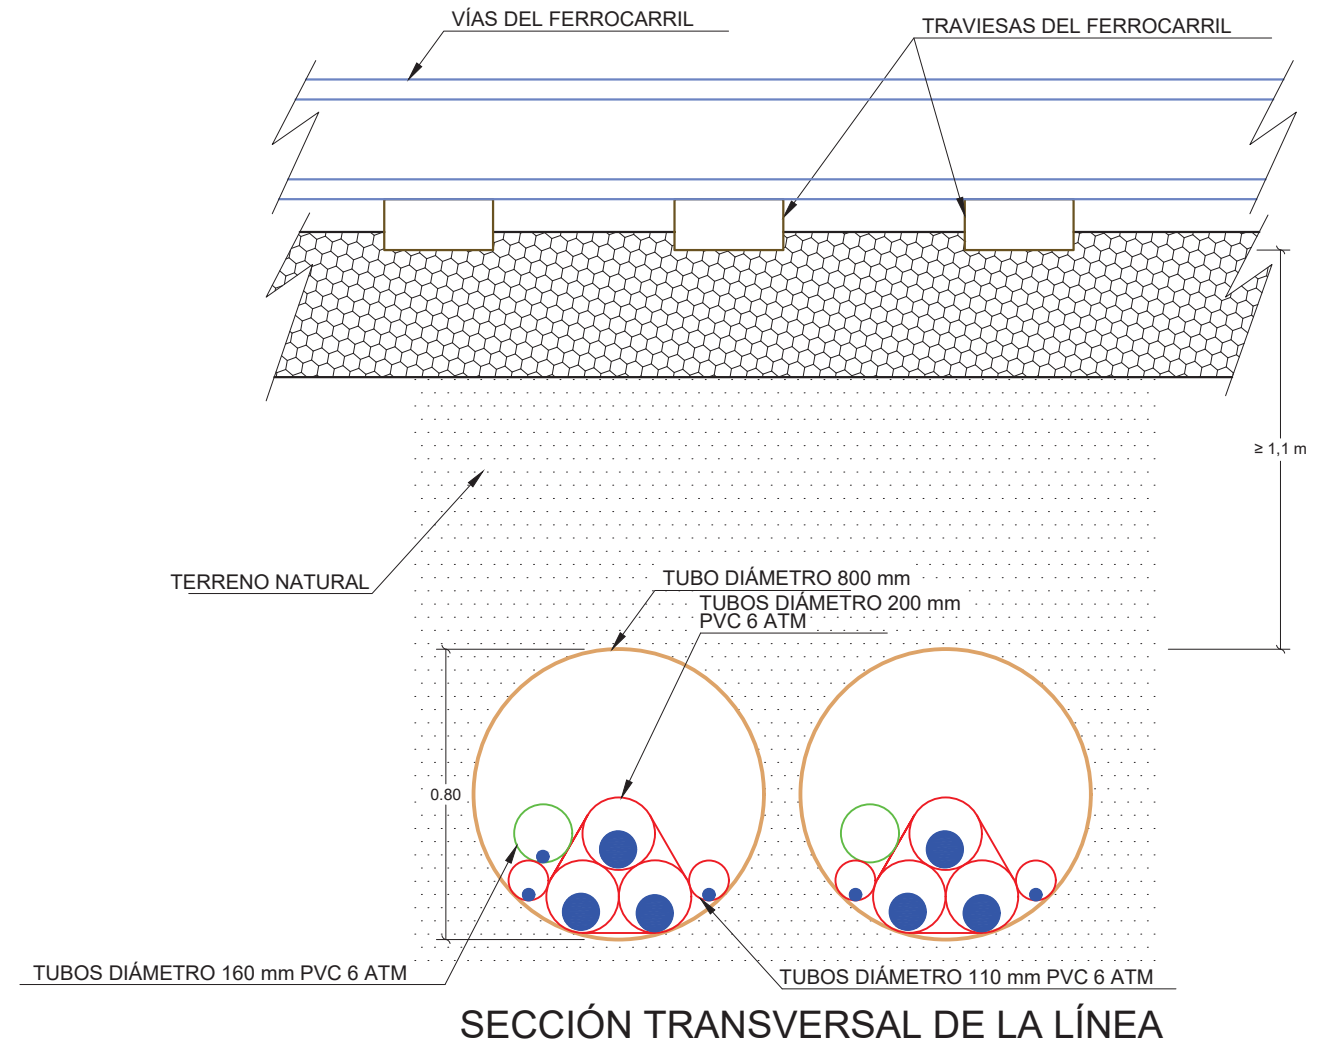 VÍAS DEL FERROCARRIL
TRAVIESAS DEL FERROCARRIL
≥ 1,1 m
TERRENO NATURAL
TUBO DIÁMETRO 800 mm
TUBOS DIÁMETRO 200 mm
PVC 6 ATM
0.80
TUBOS DIÁMETRO 160 mm PVC 6 ATM
TUBOS DIÁMETRO 110 mm PVC 6 ATM
SECCIÓN TRANSVERSAL DE LA LÍNEA